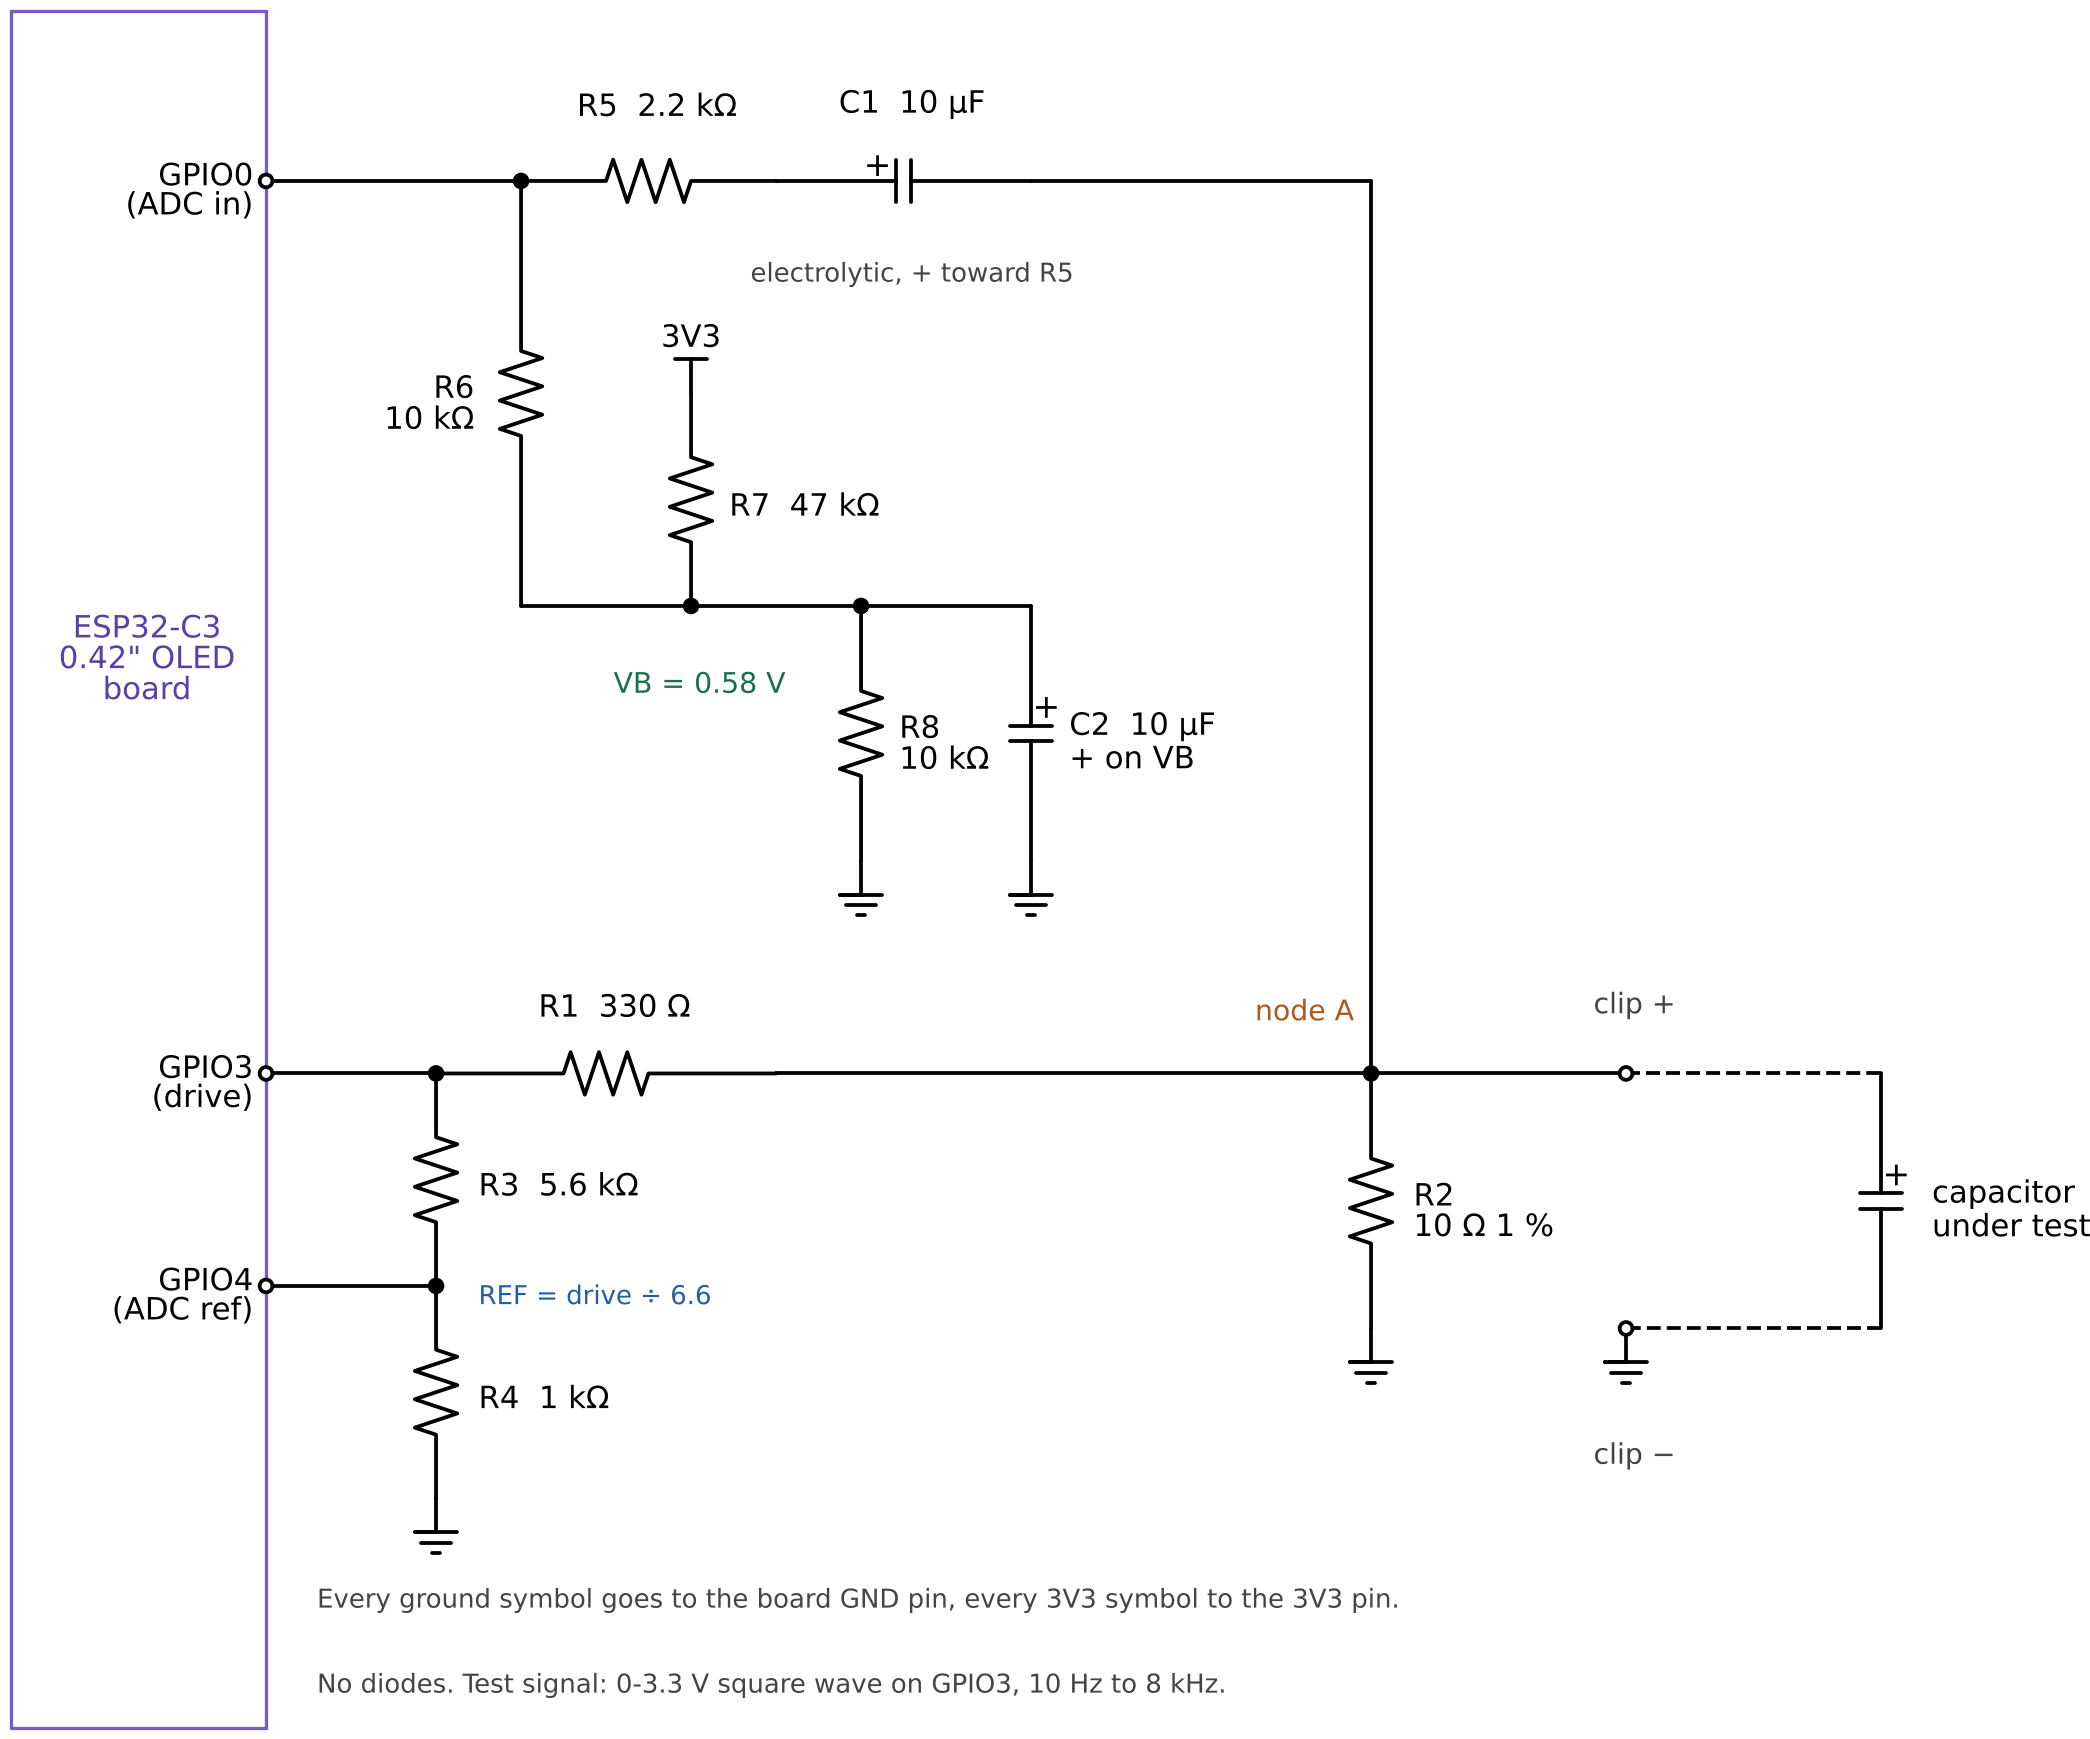 R5  2.2 kΩ
C1  10 µF
+
GPIO0
(ADC in)
electrolytic, + toward R5
3V3
R6
10 kΩ
R7  47 kΩ
ESP32-C3
0.42" OLED
board
VB = 0.58 V
R8
10 kΩ
+
C2  10 µF
+ on VB
R1  330 Ω
node A
clip +
GPIO3
(drive)
R3  5.6 kΩ
R2
10 Ω 1 %
+
capacitor
under test
GPIO4
(ADC ref)
REF = drive ÷ 6.6
R4  1 kΩ
clip −
Every ground symbol goes to the board GND pin, every 3V3 symbol to the 3V3 pin.
No diodes. Test signal: 0-3.3 V square wave on GPIO3, 10 Hz to 8 kHz.